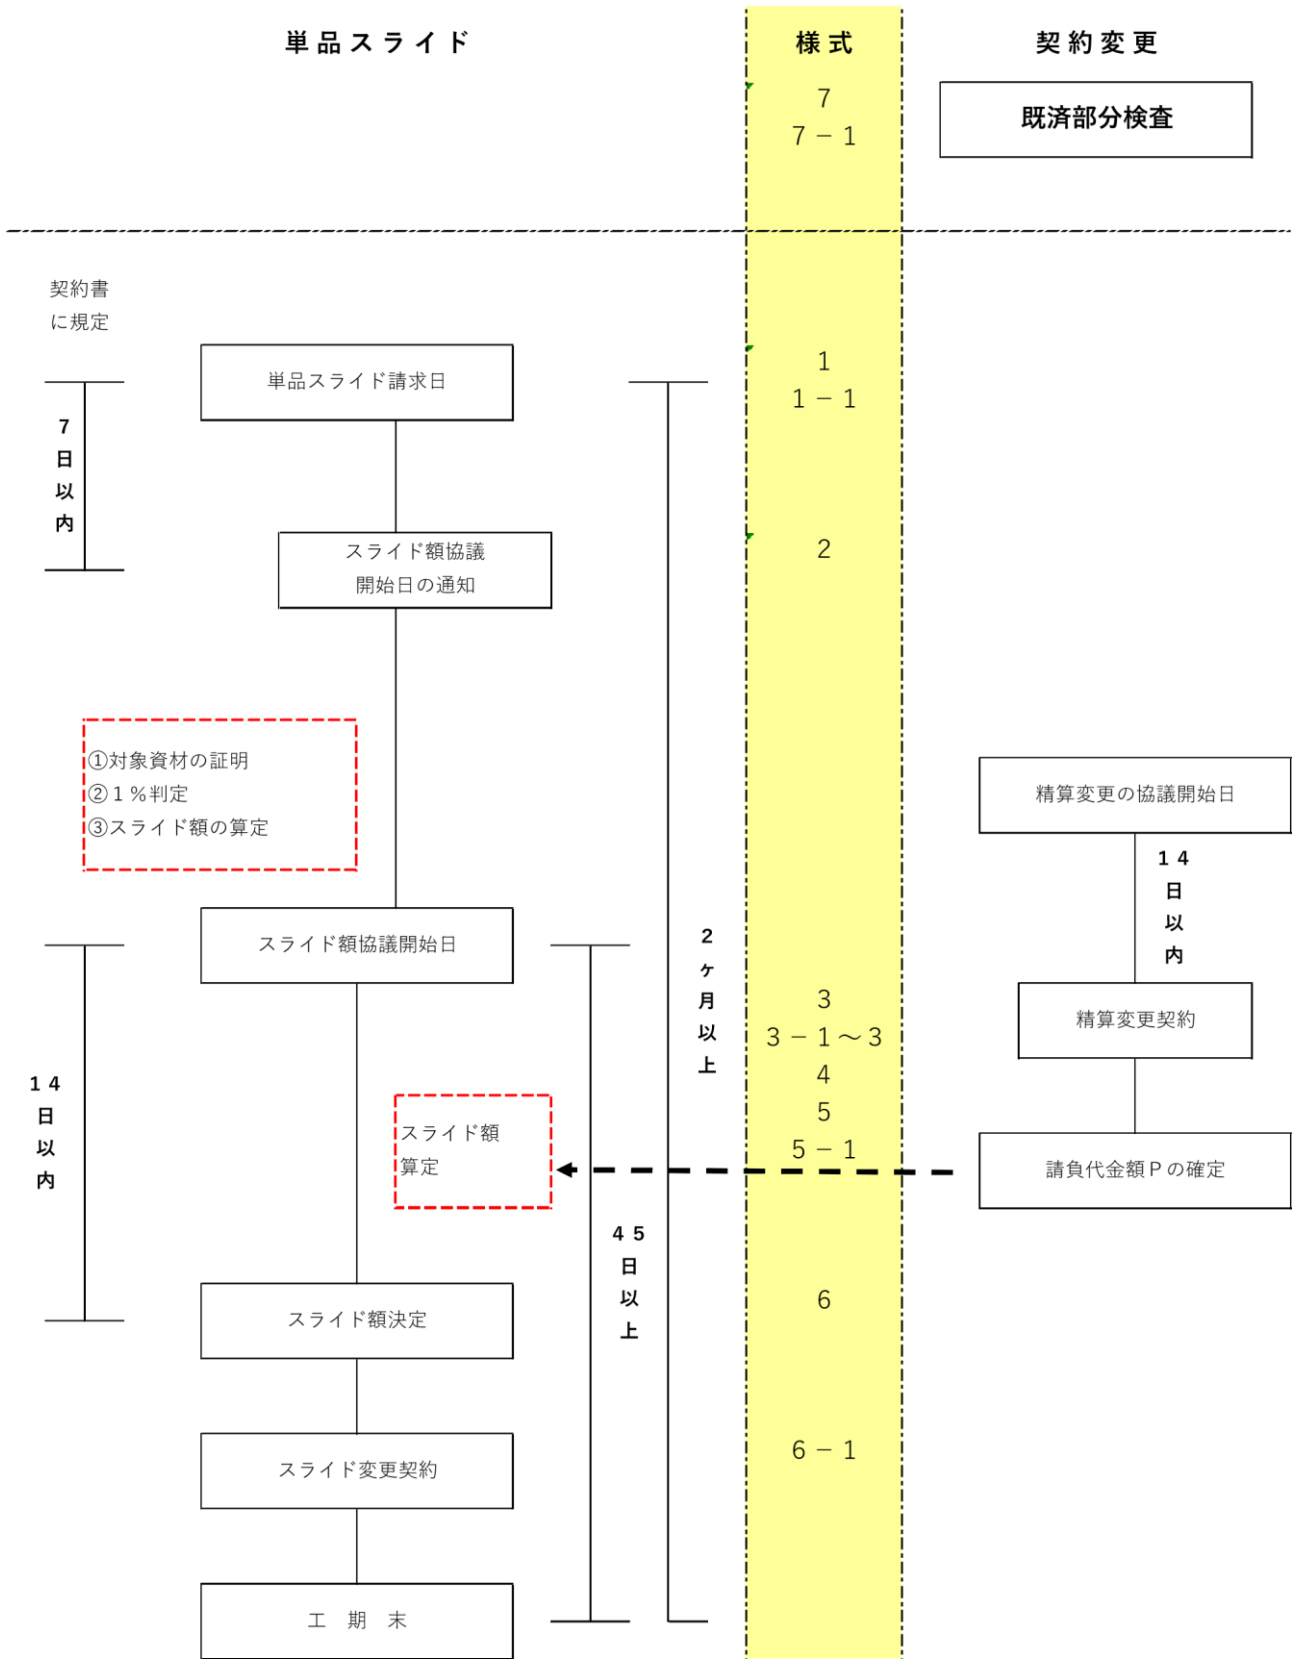 単品スライド
様式
契約変更
7
7－1
既済部分検査
契約書
に規定
単品スライド請求日
1
1－1
7日以内
スライド額協議
開始日の通知
2
①対象資材の証明
②１％判定
③スライド額の算定
精算変更の協議開始日
14日以内
スライド額協議開始日
2ヶ月以上
3
3－1～3
4
5
5－1
精算変更契約
14日以内
スライド額
算定
請負代金額Ｐの確定
45日以上
スライド額決定
6
スライド変更契約
6－1
工　期　末